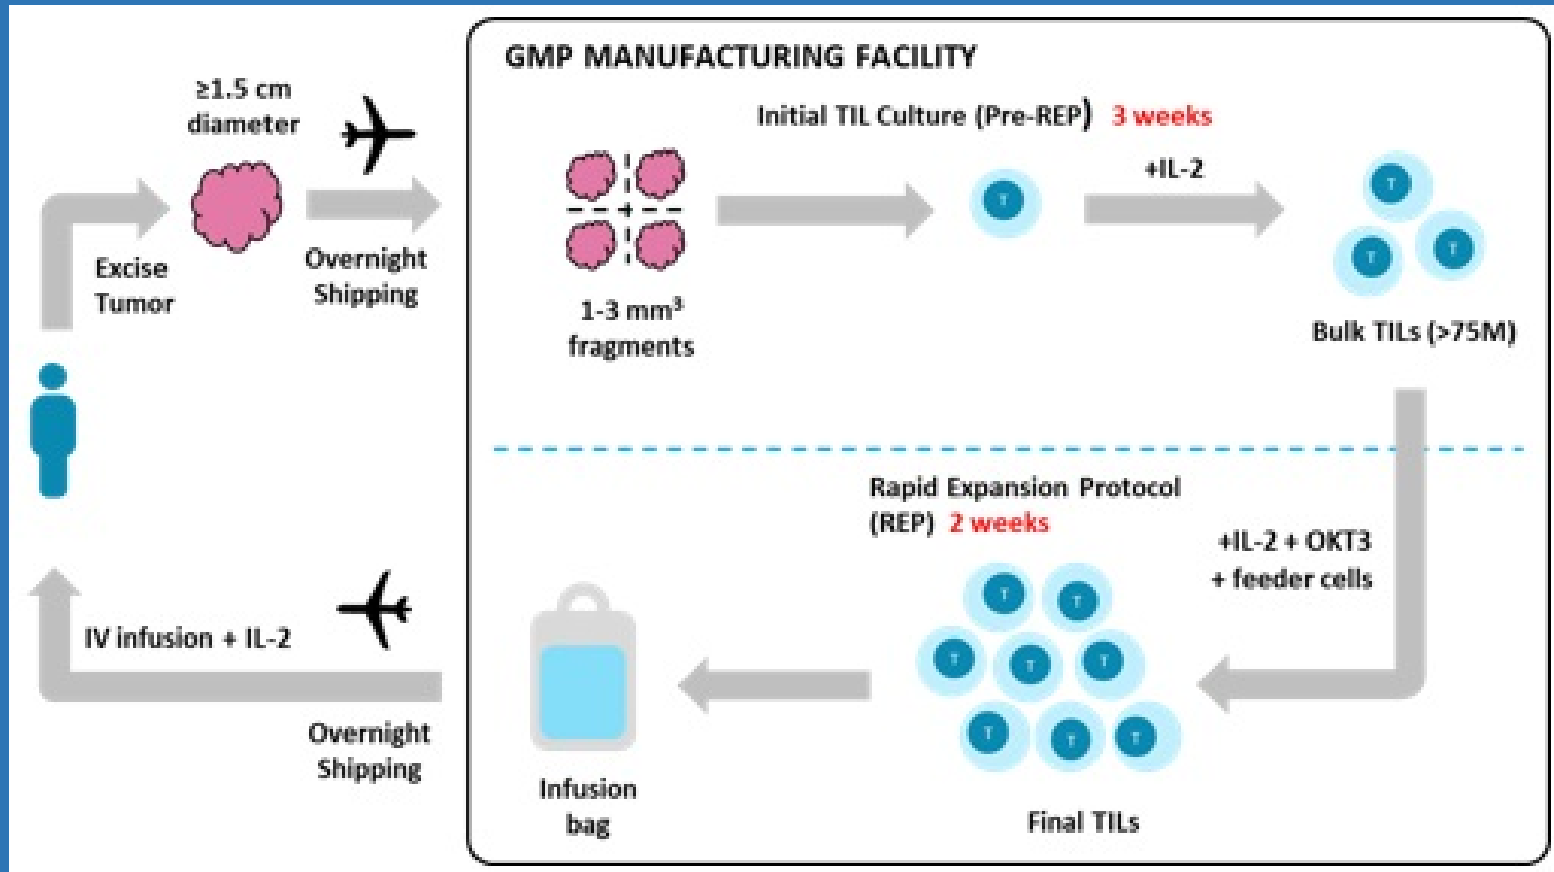 GMP MANUFACTURING FACILITY
≥1.5 cm
diameter
Excise
Tumor
Overnight
Shipping
Initial TIL Culture (Pre-REP) 3 weeks
1-3 mm³
fragments
T
+IL-2
T
T
T
Bulk TILs (>75M)
Rapid Expansion Protocol
(REP) 2 weeks
+IL-2 + OKT3
+ feeder cells
T
T
T
T
T
T
T
T
Final TILs
Infusion
bag
IV infusion + IL-2
Overnight
Shipping